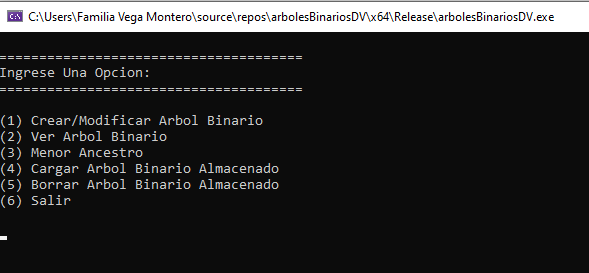 C:\Users\Familia Vega Montero\source\repos\arbolesBinariosDV\x64\Release\arbolesBinariosDV.exe
======================================
Ingrese Una Opcion:
======================================
(1) Crear/Modificar Arbol Binario
(2) Ver Arbol Binario
(3) Menor Ancestro
(4) Cargar Arbol Binario Almacenado
(5) Borrar Arbol Binario Almacenado
(6) Salir